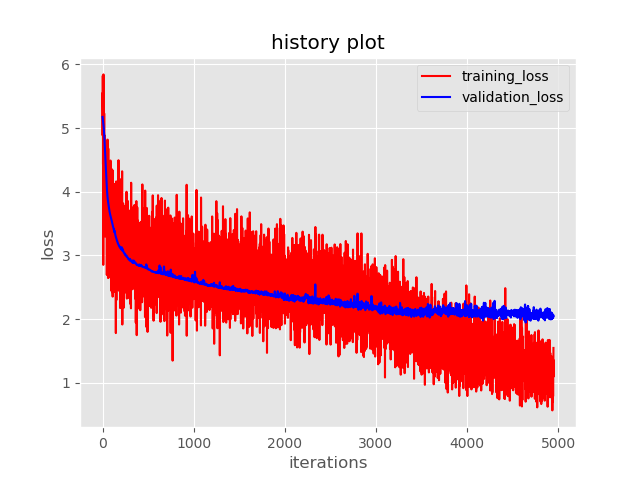 history plot
training_loss
validation_loss
6
5
4
3
2
1
loss
0 1000 2000 3000 4000 5000
iterations